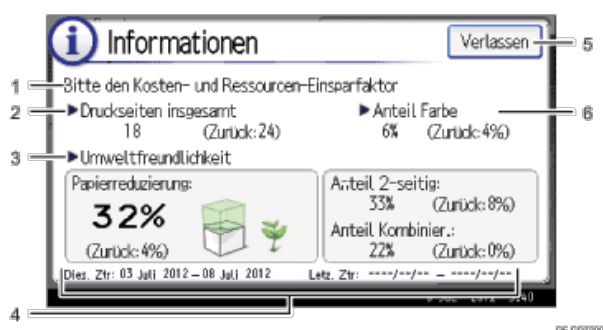 Informationen
Verlassen
5
1
Bitte den Kosten- und Ressourcen-Einsparfaktor
2
Druckseiten insgesamt
Anteil Farbe
6
18 (Zurück:24)
6% (Zurück:4%)
3
Umweltfreundlichkeit
Papierreduzierung:
Anteil 2-seitig:
32%
33% (Zurück:8%)
Anteil Kombinier.:
(Zurück:4%)
22% (Zurück:0%)
Dies. Ztr: 03 Juli 2012 – 08 Juli 2012 Letz. Ztr: ----/--/-- – ----/--/--
4